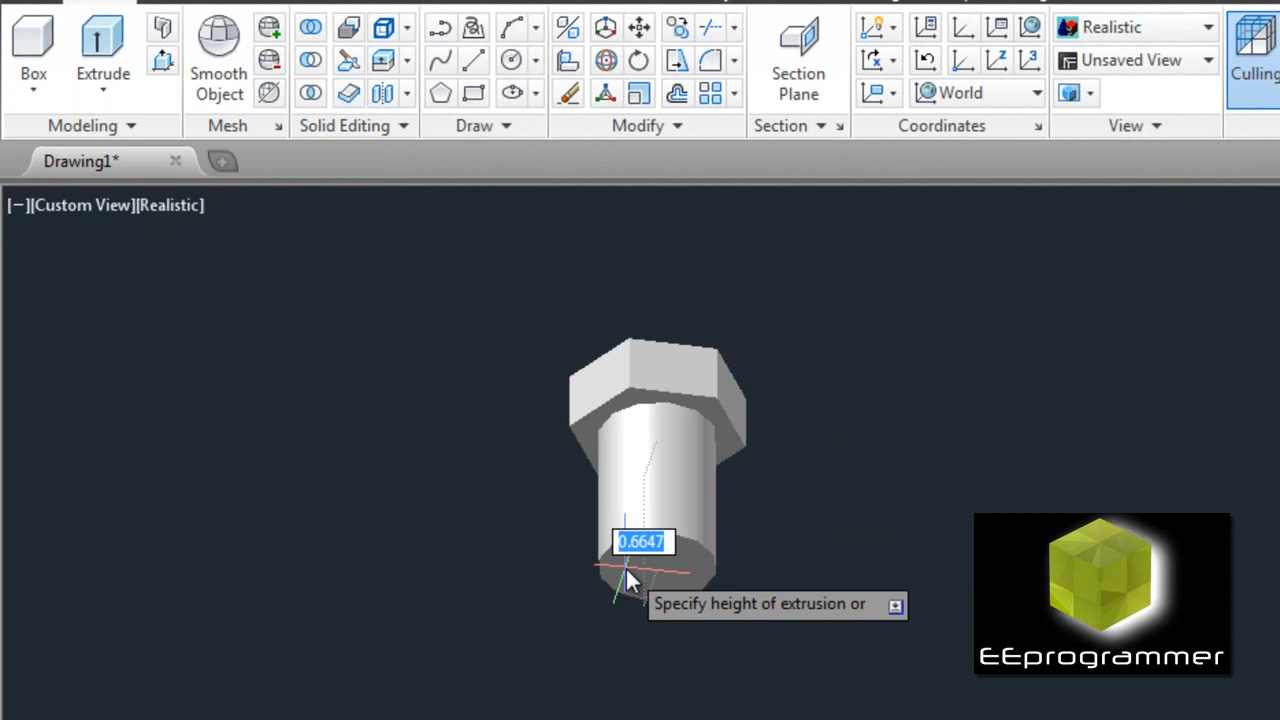 Realistic
Unsaved View
World
Box
Extrude
Smooth
Object
Section
Plane
Culling
Modeling
Mesh
Solid Editing
Draw
Modify
Section
Coordinates
View
Drawing1*
[−][Custom View][Realistic]
0.6647
Specify height of extrusion or
EEprogrammer